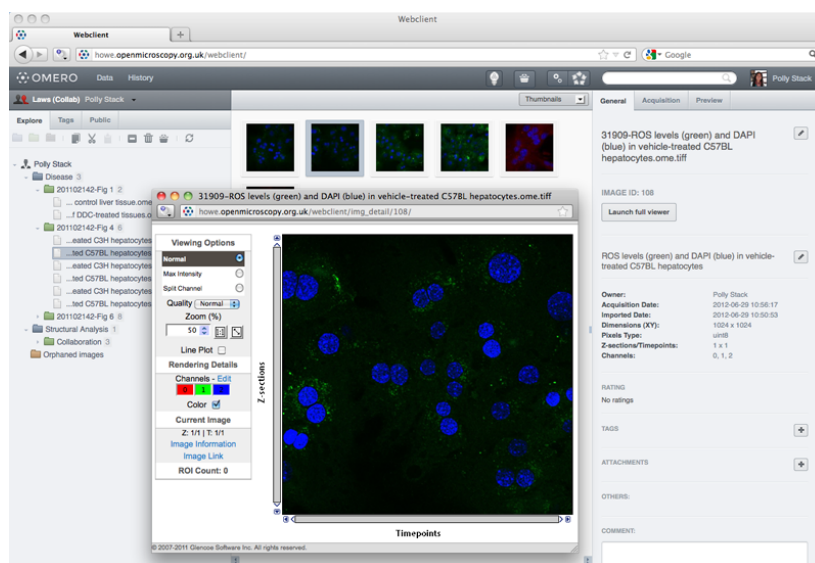 Webclient
Webclient
howe.openmicroscopy.org.uk/webclient/
Google
OMERO Data History
Polly Stack
Laws (Collab) Polly Stack
Thumbnails
General Acquisition Preview
Explore Tags Public
Polly Stack
Disease 3
201102142-Fig 1 2
... control liver tissue.ome
...f DDC-treated tissues.o
201102142-Fig 4 6
...eated C3H hepatocytes
...ted C57BL hepatocytes
...eated C3H hepatocytes
...ted C57BL hepatocytes
...eated C3H hepatocytes
...ted C57BL hepatocytes
201102142-Fig 6 8
Structural Analysis 1
Collaboration 3
Orphaned images
31909-ROS levels (green) and DAPI (blue) in vehicle-treated C57BL hepatocytes.ome.tiff
howe.openmicroscopy.org.uk/webclient/img_detail/108/
Viewing Options
Normal
Max Intensity
Split Channel
Quality Normal
Zoom (%)
50 1:1
Line Plot
Rendering Details
Channels - Edit
0 1 2
Color
Current Image
Z: 1/1 | T: 1/1
Image Information
Image Link
ROI Count: 0
Z-sections
Timepoints
© 2007-2011 Glencoe Software Inc. All rights reserved.
31909-ROS levels (green) and DAPI
(blue) in vehicle-treated C57BL
hepatocytes.ome.tiff
IMAGE ID: 108
Launch full viewer
ROS levels (green) and DAPI (blue) in vehicle-
treated C57BL hepatocytes
Owner: Polly Stack
Acquisition Date: 2012-06-29 10:56:17
Imported Date: 2012-06-29 10:50:53
Dimensions (XY): 1024 x 1024
Pixels Type: uint8
Z-sections/Timepoints: 1 x 1
Channels: 0, 1, 2
RATING
No ratings
TAGS
ATTACHMENTS
OTHERS:
COMMENT: